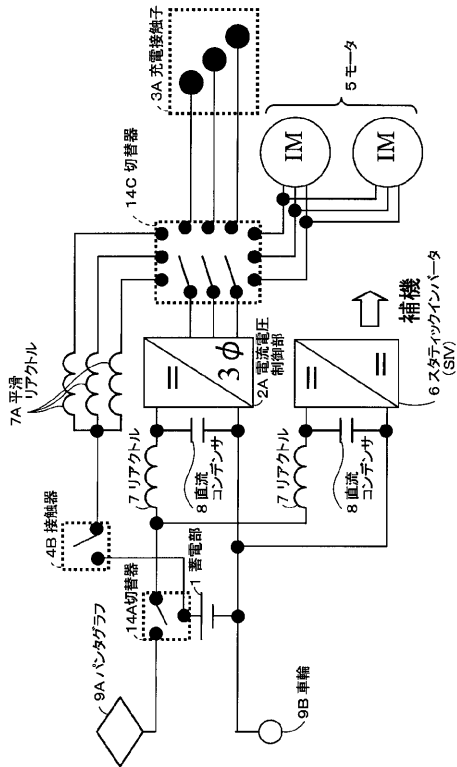 9A パンタグラフ
4B 接触器
7A 平滑
リアクトル
14C 切替器
3A 充電接触子
14A切替器
1 蓄電部
7 リアクトル
8 直流
コンデンサ
3φ
2A 電流電圧
制御部
IM
IM
5 モータ
9B 車輪
7 リアクトル
8 直流
コンデンサ
補機
6 スタティックインバータ
(SIV)